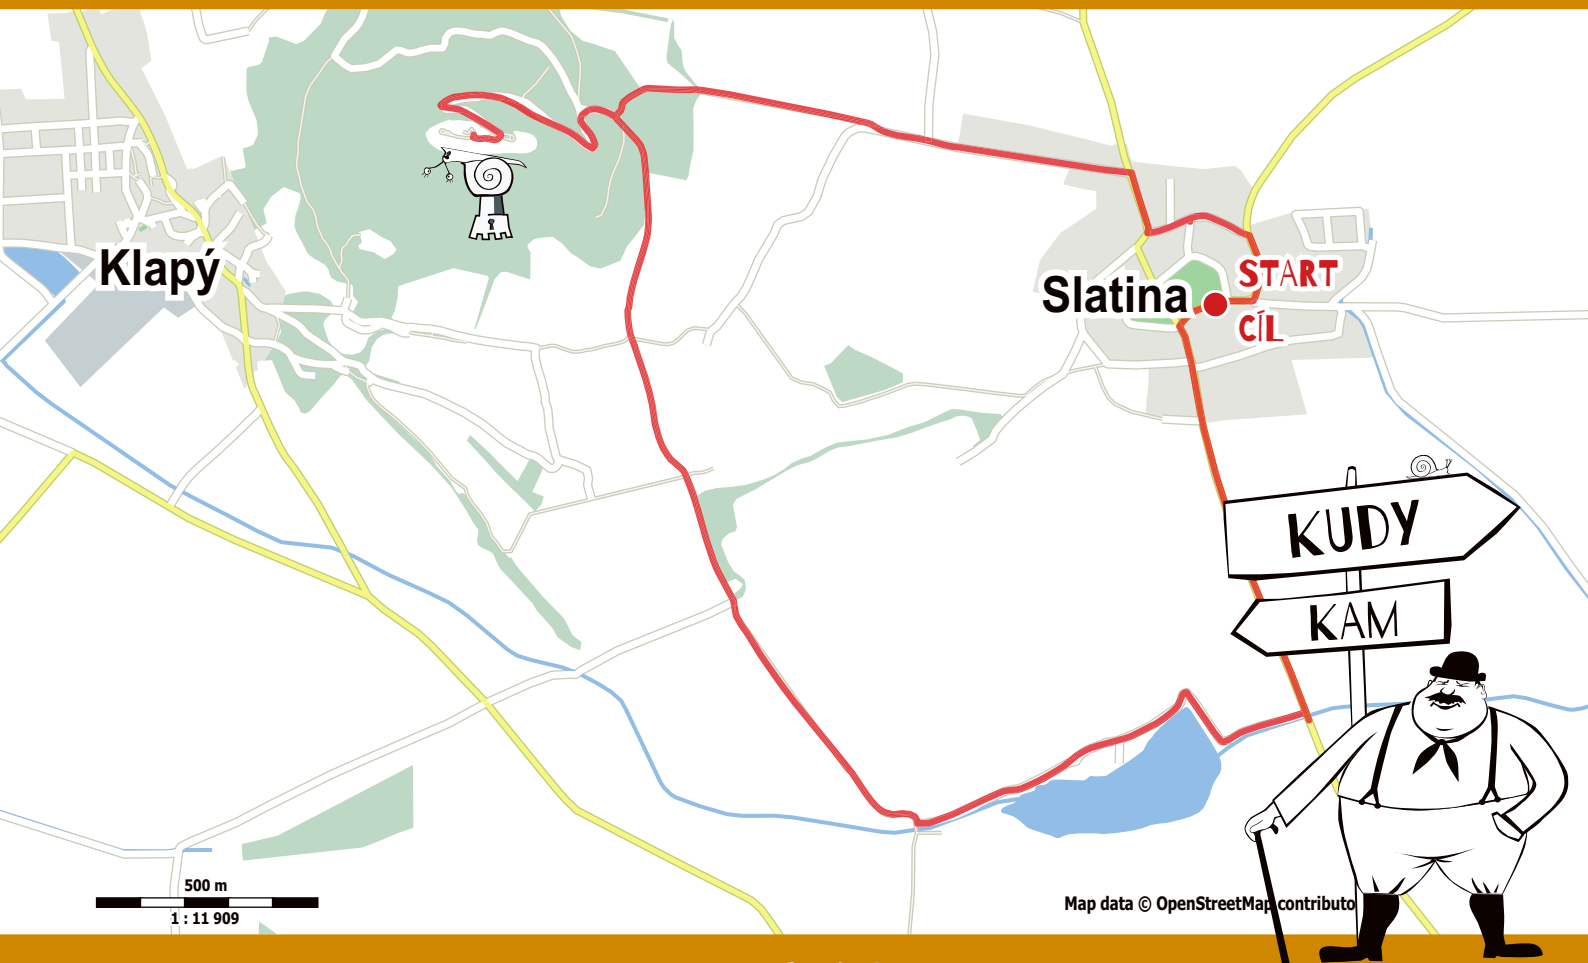 Klapý
Slatina
START
CÍL
KUDY
KAM
500 m
1 : 11 909
Map data © OpenStreetMap contributo